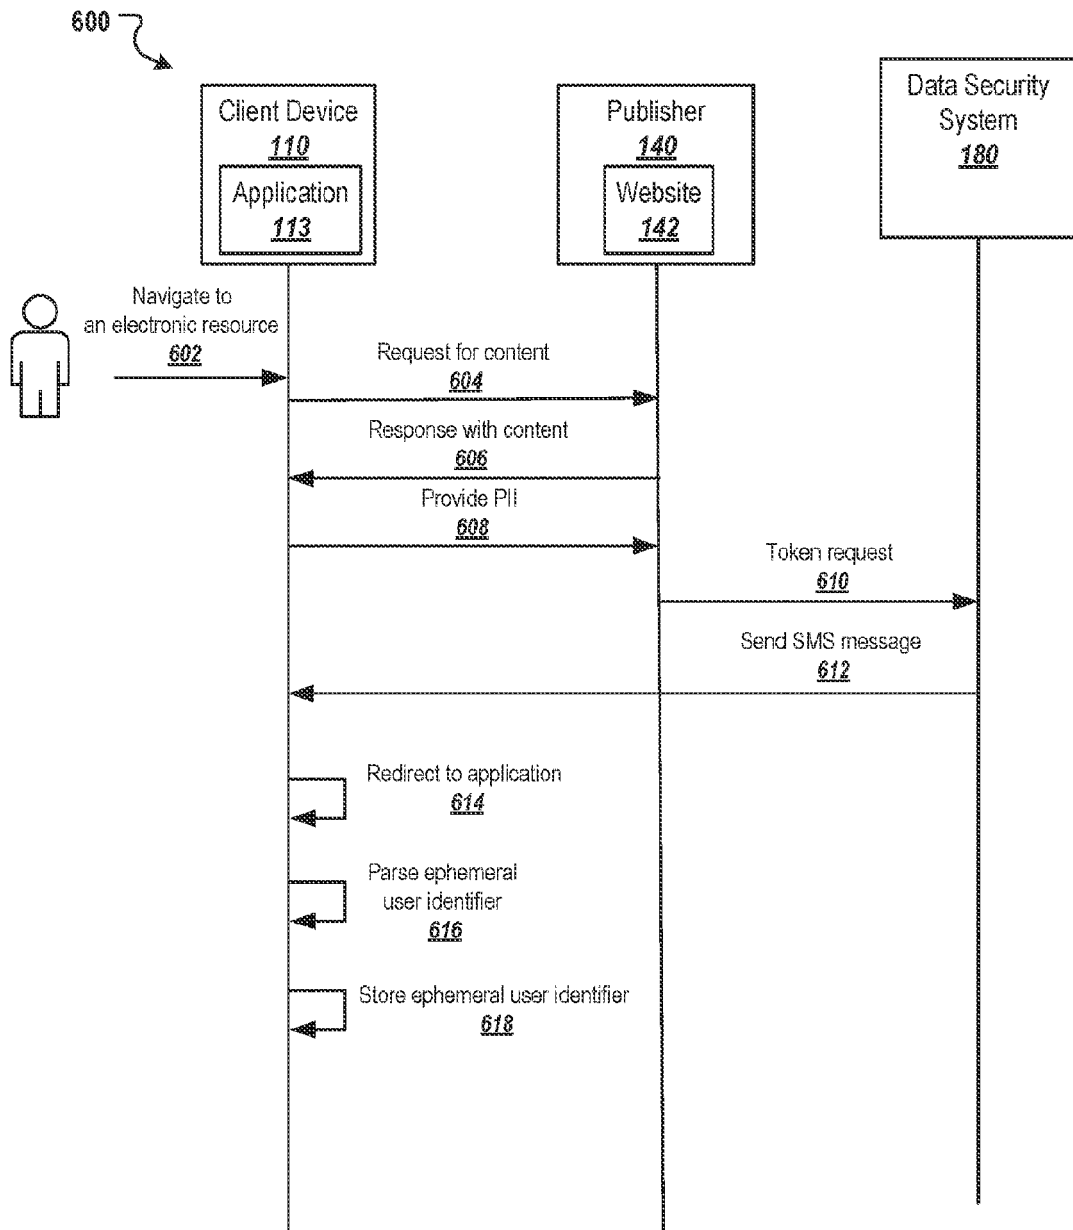 600
Client Device
110
Application
113
Publisher
140
Website
142
Data Security
System
180
Navigate to
an electronic resource
602
Request for content
604
Response with content
606
Provide PII
608
Token request
610
Send SMS message
612
Redirect to application
614
Parse ephemeral
user identifier
616
Store ephemeral user identifier
618